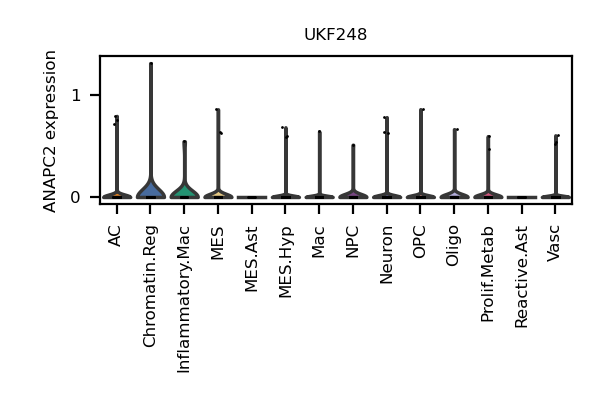 UKF248
ANAPC2 expression
1
0
AC
Chromatin.Reg
Inflammatory.Mac
MES
MES.Ast
MES.Hyp
Mac
NPC
Neuron
OPC
Oligo
Prolif.Metab
Reactive.Ast
Vasc